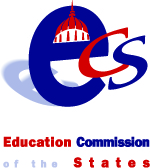 ecs
Education Commission
of the States